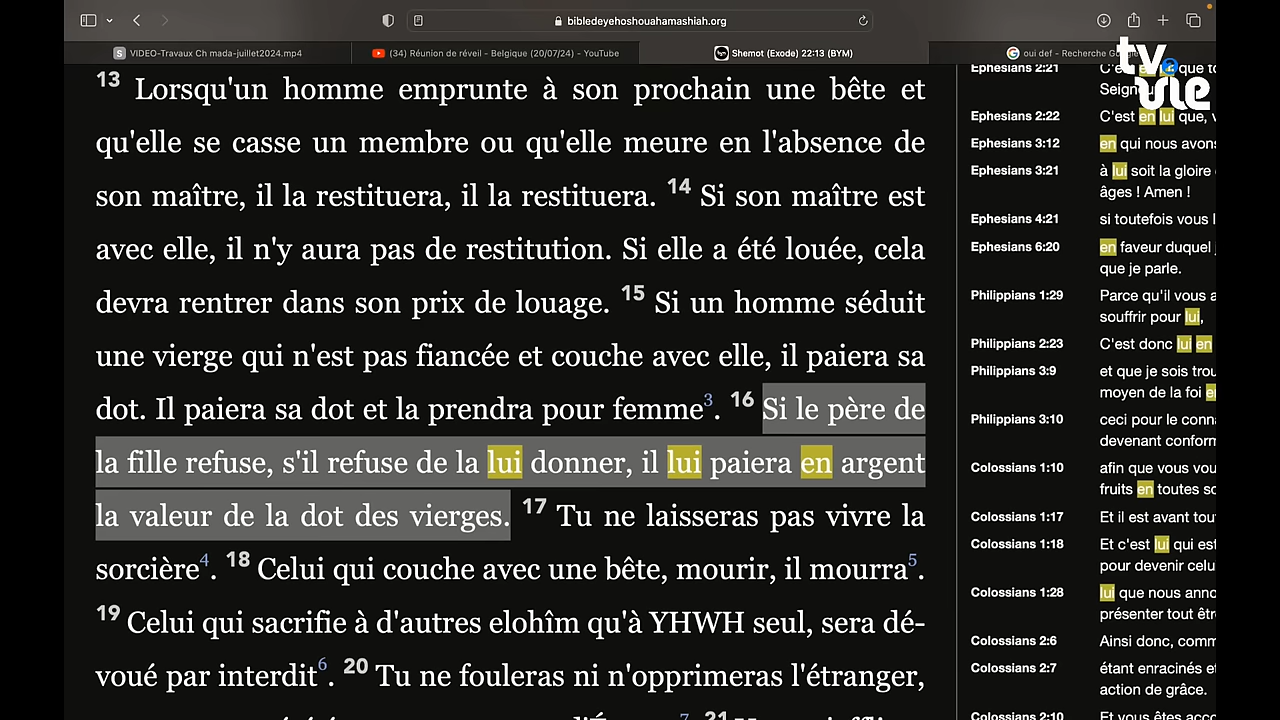 bibledeyehoshouahamashiah.org
VIDEO-Travaux Ch mada-juillet2024.mp4
(34) Réunion de réveil - Belgique (20/07/24) - YouTube
Shemot (Exode) 22:13 (BYM)
oui def - Recherche
tv
vie
13 Lorsqu'un homme emprunte à son prochain une bête et
qu'elle se casse un membre ou qu'elle meure en l'absence de
son maître, il la restituera, il la restituera. 14 Si son maître est
avec elle, il n'y aura pas de restitution. Si elle a été louée, cela
devra rentrer dans son prix de louage. 15 Si un homme séduit
une vierge qui n'est pas fiancée et couche avec elle, il paiera sa
dot. Il paiera sa dot et la prendra pour femme3. 16 Si le père de
la fille refuse, s'il refuse de la lui donner, il lui paiera en argent
la valeur de la dot des vierges. 17 Tu ne laisseras pas vivre la
sorcière4. 18 Celui qui couche avec une bête, mourir, il mourra5.
19 Celui qui sacrifie à d'autres elohîm qu'à YHWH seul, sera dé-
voué par interdit6. 20 Tu ne fouleras ni n'opprimeras l'étranger,
Ephesians 2:21
Ephesians 2:22 C'est en lui que, v
Ephesians 3:12 en qui nous avons
Ephesians 3:21 à lui soit la gloire
âges ! Amen !
Ephesians 4:21 si toutefois vous l
Ephesians 6:20 en faveur duquel
que je parle.
Philippians 1:29 Parce qu'il vous a
souffrir pour lui,
Philippians 2:23 C'est donc lui en
Philippians 3:9 et que je sois trou
moyen de la foi
Philippians 3:10 ceci pour le conn
devenant conform
Colossians 1:10 afin que vous vou
fruits en toutes
Colossians 1:17 Et il est avant tou
Colossians 1:18 Et c'est lui qui est
pour devenir celu
Colossians 1:28 lui que nous anno
présenter tout êtr
Colossians 2:6 Ainsi donc, comm
Colossians 2:7 étant enracinés et
action de grâce.
Colossians 2:10 Et vous êtes acco